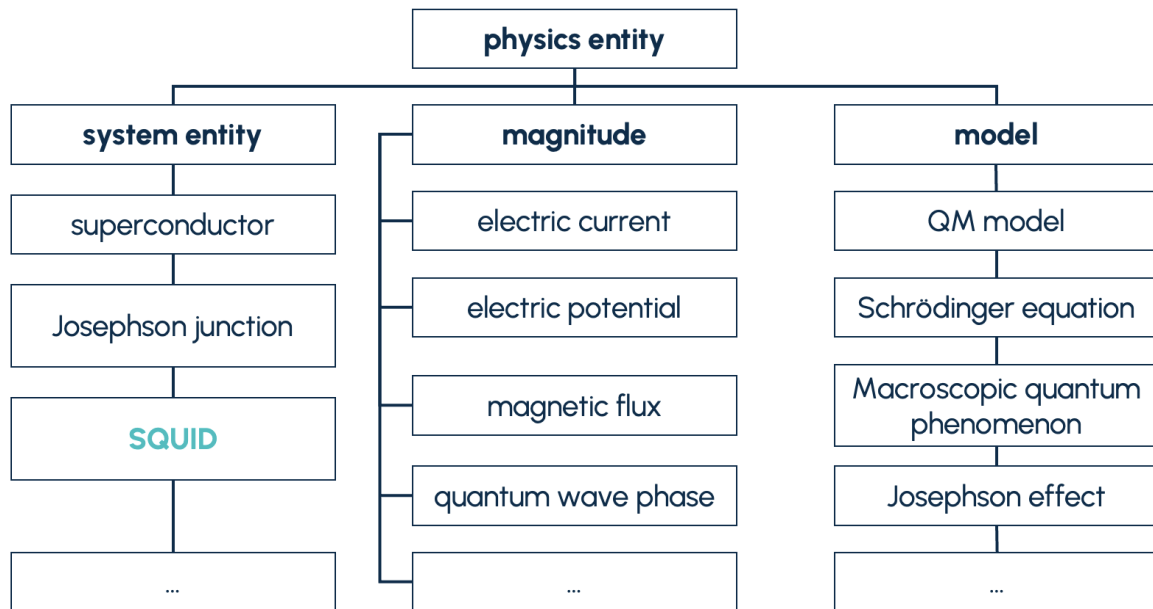 physics entity
system entity
magnitude
model
superconductor
electric current
QM model
Josephson junction
electric potential
Schrödinger equation
SQUID
magnetic flux
Macroscopic quantum
phenomenon
quantum wave phase
Josephson effect
...
...
...